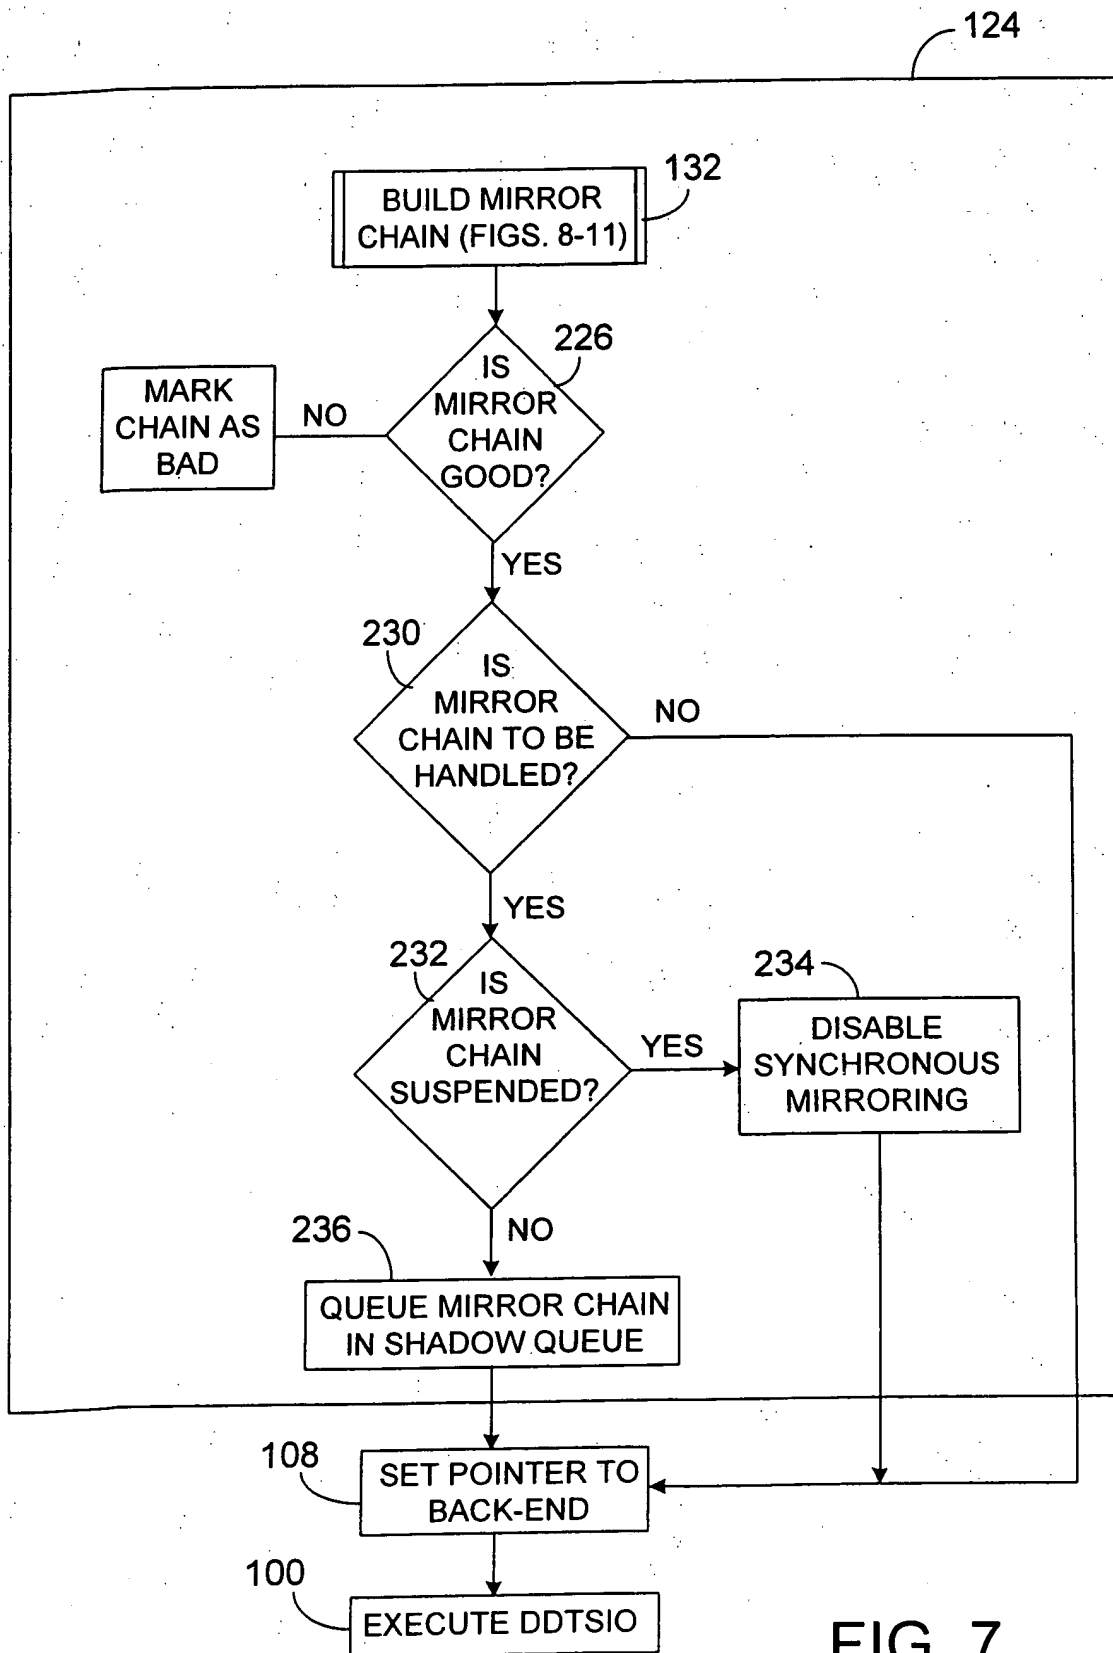 124
132
BUILD MIRROR
CHAIN (FIGS. 8-11)
226
IS
MIRROR
CHAIN
GOOD?
NO
MARK
CHAIN AS
BAD
YES
230
IS
MIRROR
CHAIN TO BE
HANDLED?
NO
YES
232
IS
MIRROR
CHAIN
SUSPENDED?
YES
234
DISABLE
SYNCHRONOUS
MIRRORING
NO
236
QUEUE MIRROR CHAIN
IN SHADOW QUEUE
108
SET POINTER TO
BACK-END
100
EXECUTE DDTSIO
FIG. 7